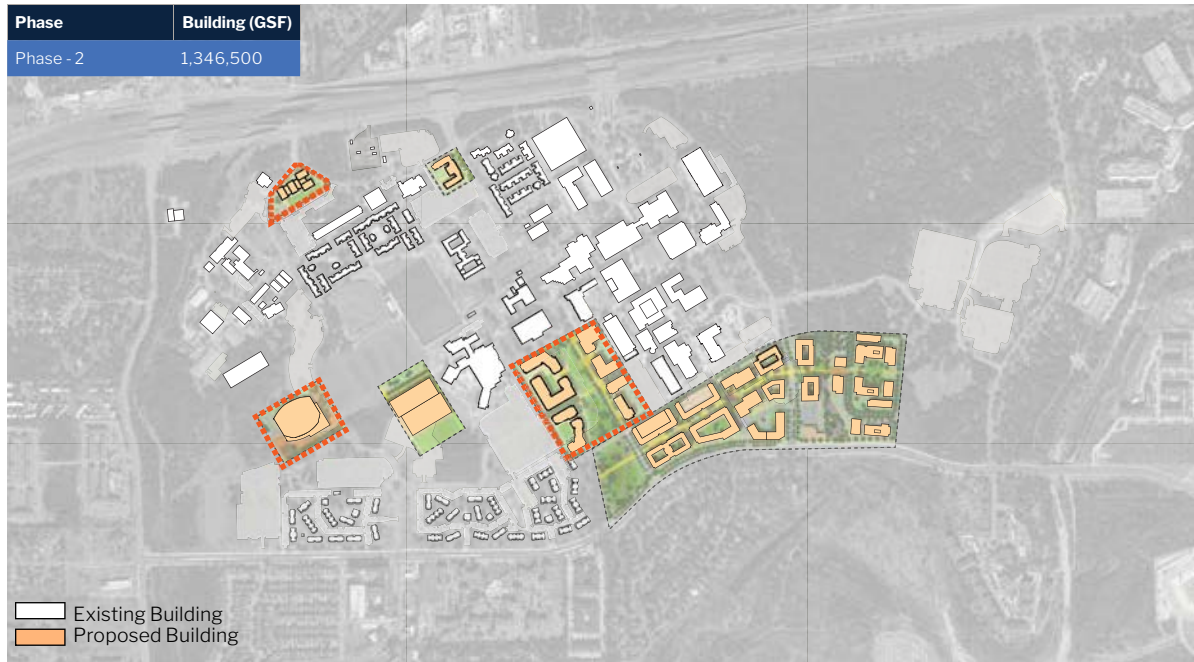 Phase Building (GSF)
Phase - 2 1,346,500
Existing Building
Proposed Building